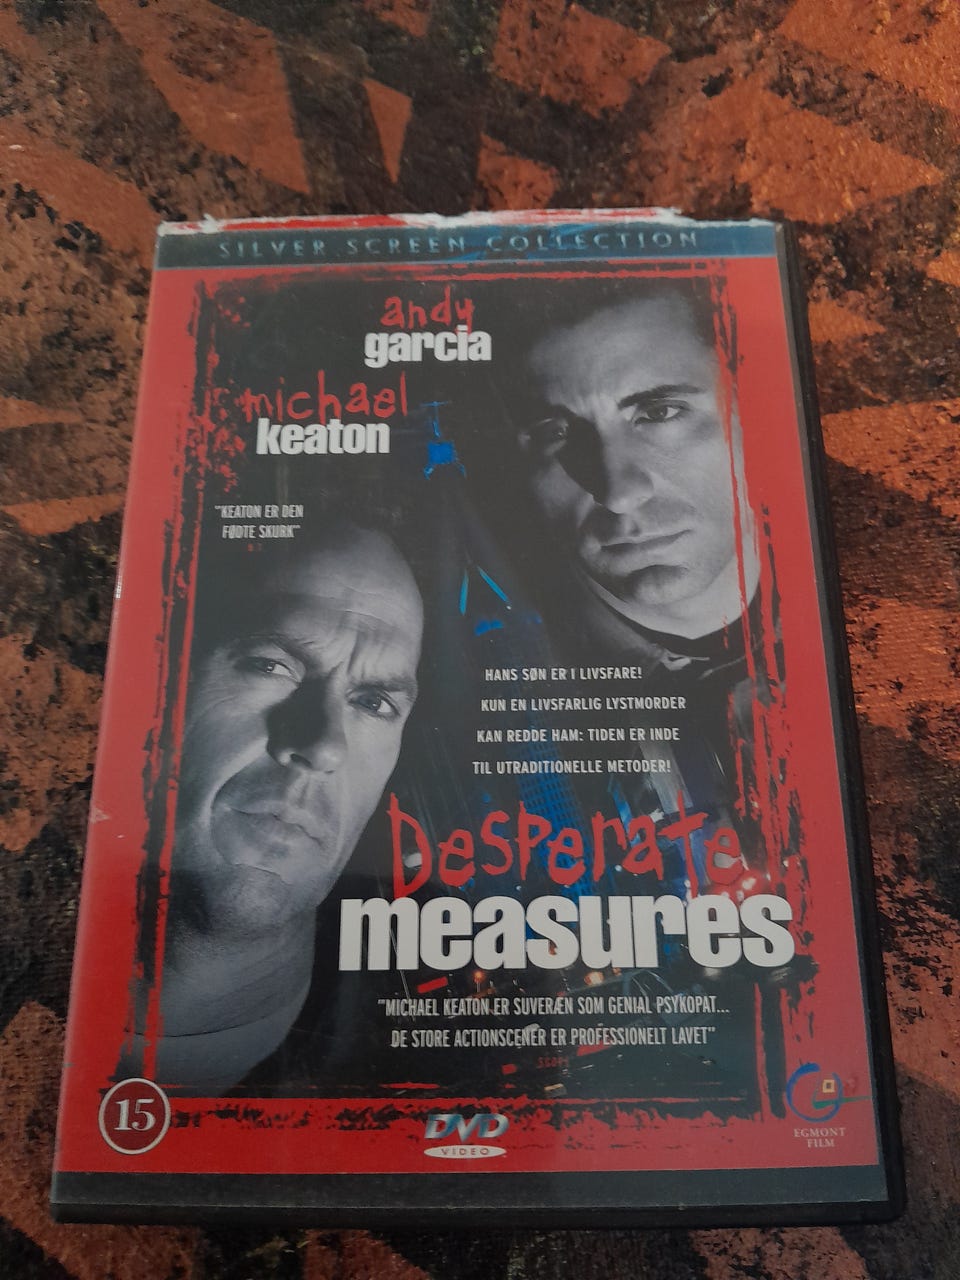 SILVER SCREEN COLLECTION
andy
garcia
michael
keaton
"KEATON ER DEN
FØDTE SKURK"
B.T.
HANS SØN ER I LIVSFARE!
KUN EN LIVSFARLIG LYSTMORDER
KAN REDDE HAM: TIDEN ER INDE
TIL UTRADITIONELLE METODER!
Desperate
measures
"MICHAEL KEATON ER SUVERÆN SOM GENIAL PSYKOPAT...
DE STORE ACTIONSCENER ER PROFESSIONELT LAVET"
15
DVD
VIDEO
EGMONT
FILM